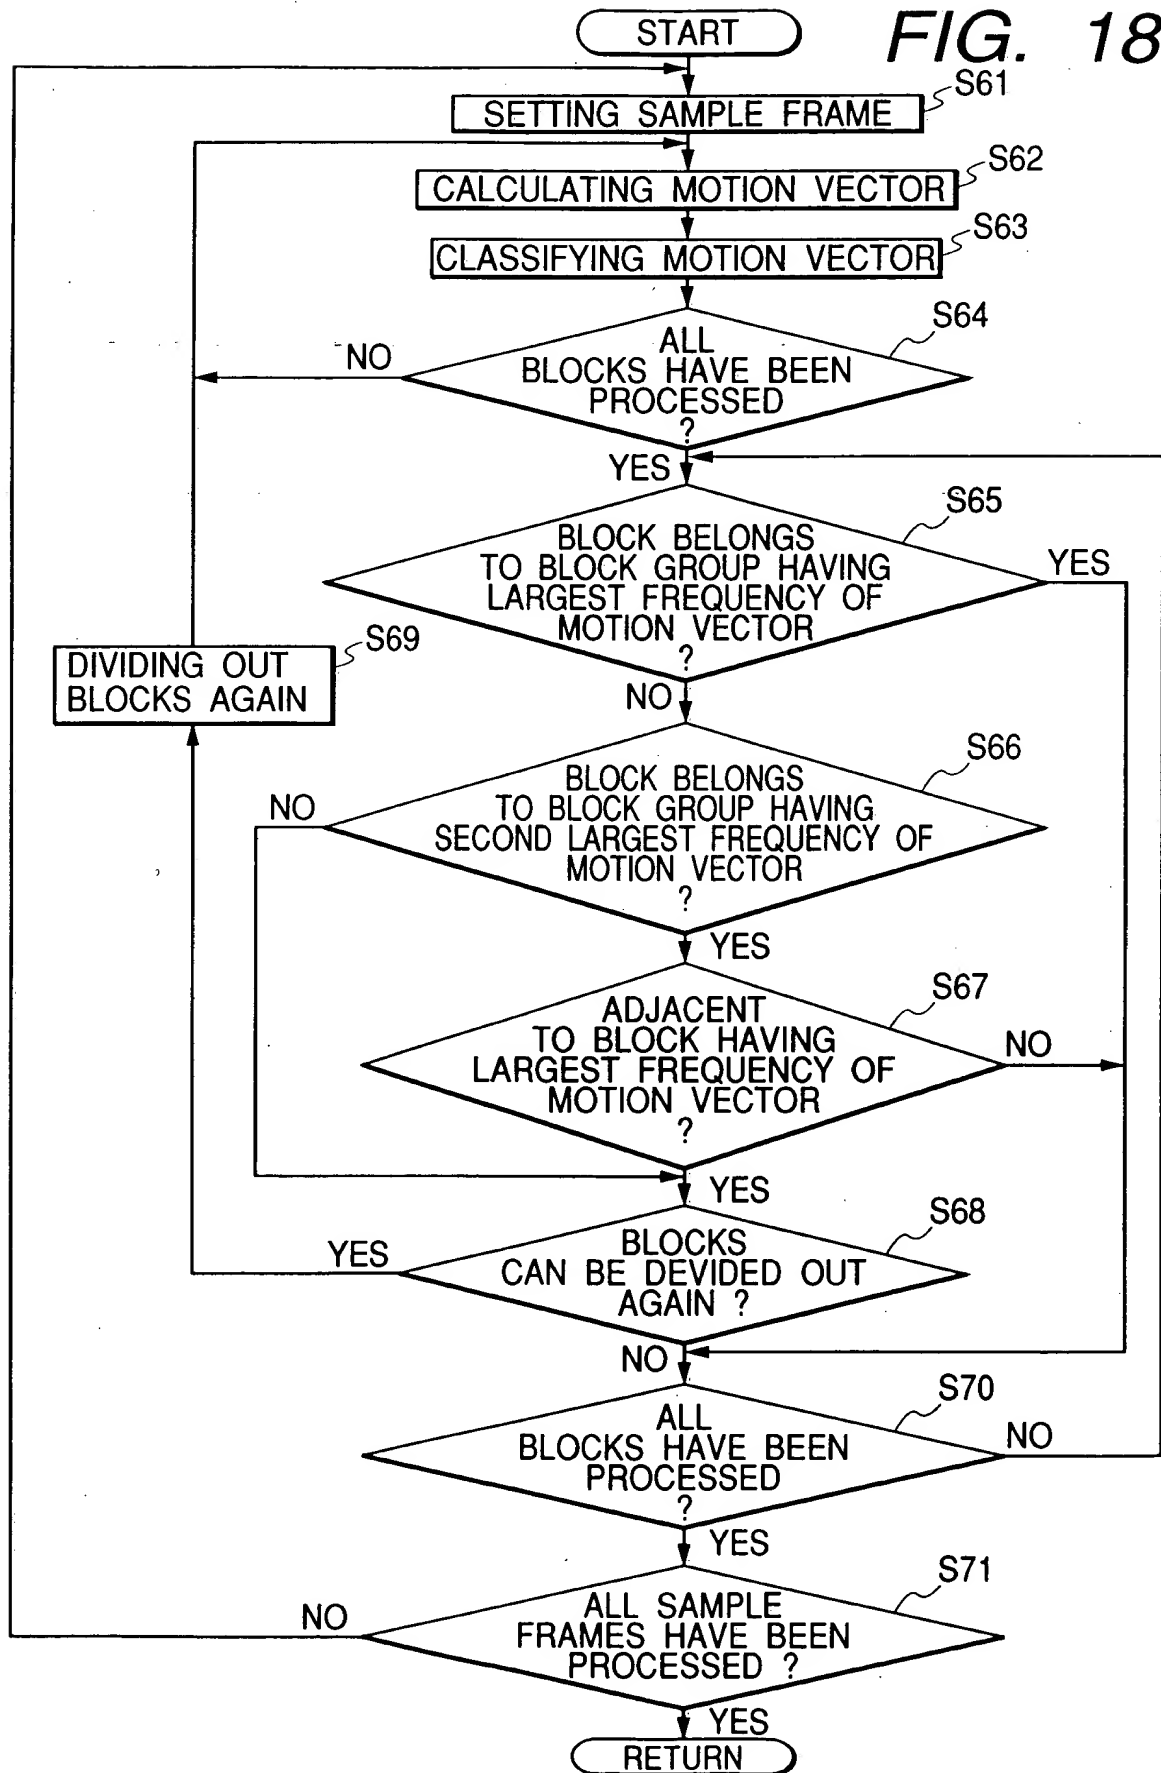 START
FIG. 18
S61
SETTING SAMPLE FRAME
S62
CALCULATING MOTION VECTOR
S63
CLASSIFYING MOTION VECTOR
S64
ALL
BLOCKS HAVE BEEN
PROCESSED
?
NO
YES
S65
BLOCK BELONGS
TO BLOCK GROUP HAVING
LARGEST FREQUENCY OF
MOTION VECTOR
?
YES
NO
S69
DIVIDING OUT
BLOCKS AGAIN
S66
BLOCK BELONGS
TO BLOCK GROUP HAVING
SECOND LARGEST FREQUENCY OF
MOTION VECTOR
?
NO
YES
S67
ADJACENT
TO BLOCK HAVING
LARGEST FREQUENCY OF
MOTION VECTOR
?
NO
YES
S68
BLOCKS
CAN BE DEVIDED OUT
AGAIN ?
YES
NO
S70
ALL
BLOCKS HAVE BEEN
PROCESSED
?
NO
YES
S71
ALL SAMPLE
FRAMES HAVE BEEN
PROCESSED ?
NO
YES
RETURN